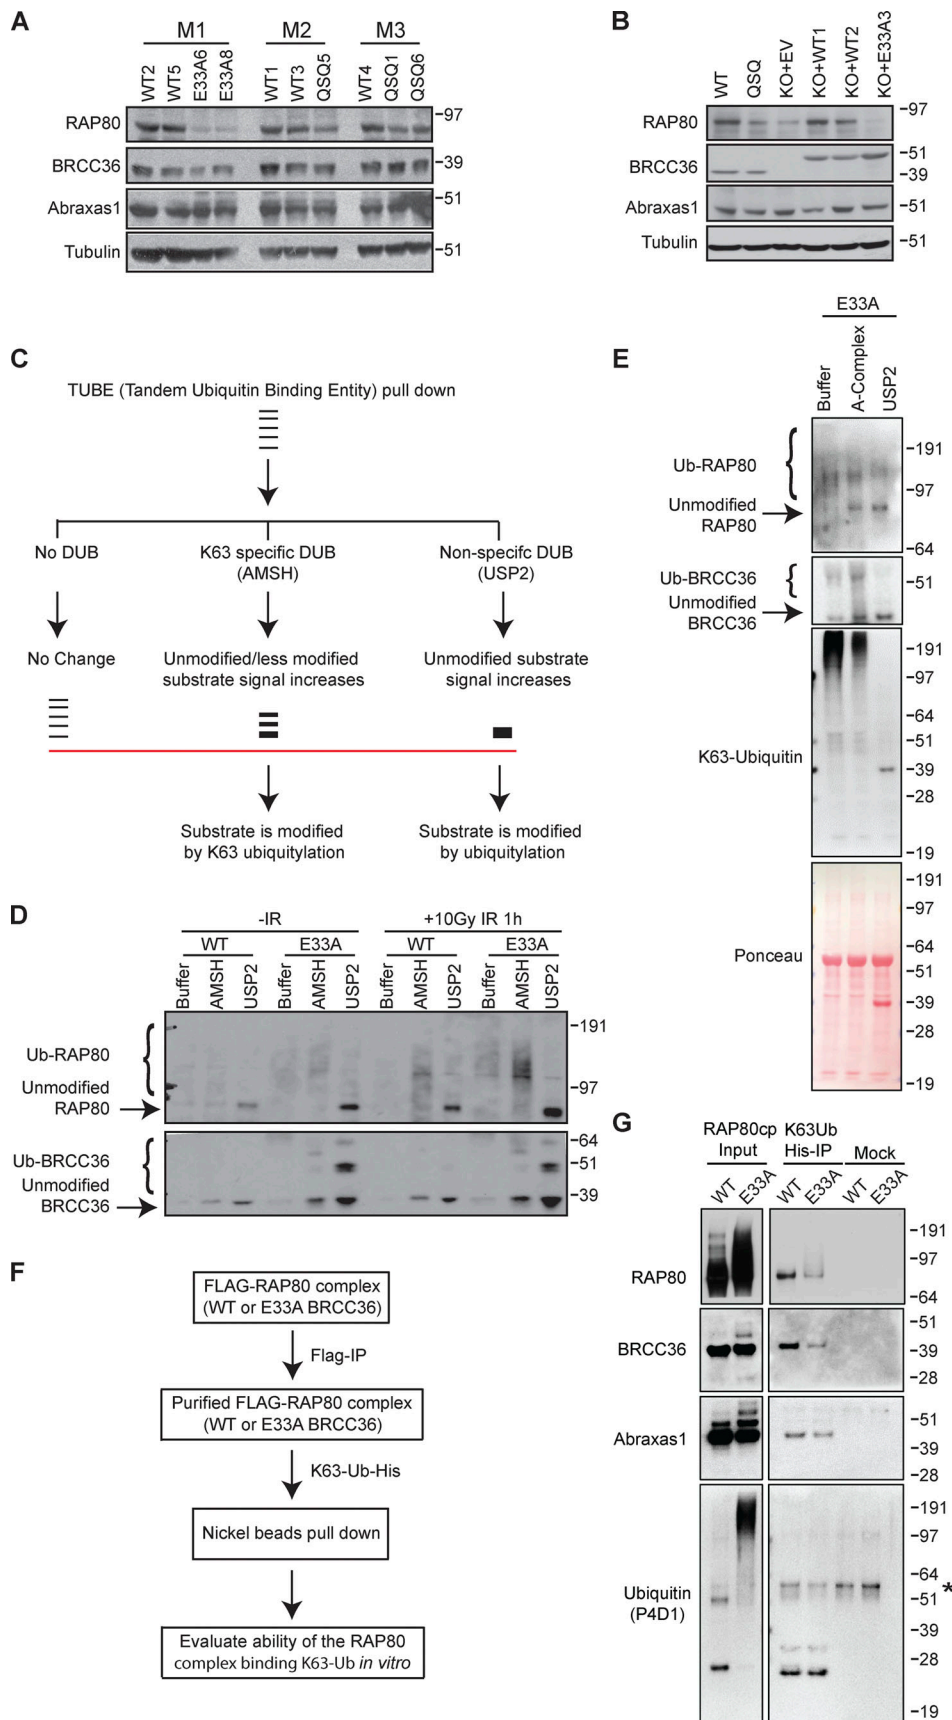 A
M1 M2 M3
WT2 WT5 E33A6 E33A8 WT1 WT3 QSQ5 WT4 QSQ1 QSQ6
RAP80 -97
BRCC36 -39
Abraxas1 -51
Tubulin -51
B
WT QSQ KO+EV KO+WT1 KO+WT2 KO+E33A3
RAP80 -97
BRCC36 -51
-39
Abraxas1 -51
Tubulin -51
C
TUBE (Tandem Ubiquitin Binding Entity) pull down
No DUB K63 specific DUB Non-specifc DUB
(AMSH) (USP2)
No Change Unmodified/less modified Unmodified substrate
substrate signal increases signal increases
Substrate is modified Substrate is modified
by K63 ubiquitylation by ubiquitylation
D
-IR +10Gy IR 1h
WT E33A WT E33A
Buffer AMSH USP2 Buffer AMSH USP2 Buffer AMSH USP2 Buffer AMSH USP2
-191
Ub-RAP80
Unmodified -97
RAP80
-64
Ub-BRCC36 -51
Unmodified
BRCC36 -39
E
E33A
Buffer A-Complex USP2
-191
Ub-RAP80
-97
Unmodified
RAP80
-64
Ub-BRCC36 -51
Unmodified
BRCC36
-191
-97
-64
-51
K63-Ubiquitin -39
-28
-19
-191
-97
Ponceau -64
-51
-39
-28
-19
F
FLAG-RAP80 complex
(WT or E33A BRCC36)
Flag-IP
Purified FLAG-RAP80 complex
(WT or E33A BRCC36)
K63-Ub-His
Nickel beads pull down
Evaluate ability of the RAP80
complex binding K63-Ub in vitro
G
RAP80cp K63Ub
Input His-IP Mock
WT E33A WT E33A WT E33A
-191
-97
RAP80
-64
-51
BRCC36 -39
-28
-51
Abraxas1
-39
-28
-191
-97
-64
*
Ubiquitin -51
(P4D1)
-39
-28
-19